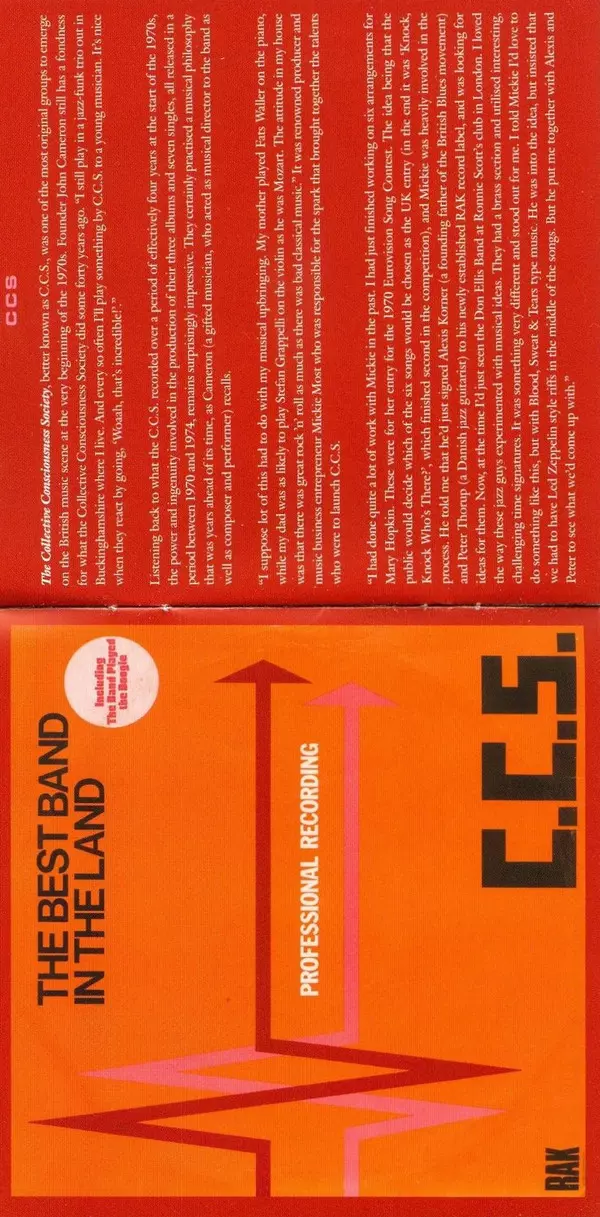 THE BEST BAND
IN THE LAND
Including
The Band Played
the Boogie
PROFESSIONAL RECORDING
RAK
C.C.S.
CCS
The Collective Consciousness Society, better known as C.C.S., was one of the most original groups to emerge
on the British music scene at the very beginning of the 1970s. Founder John Cameron still has a fondness
for what the Collective Consciousness Society did some forty years ago. “I still play in a jazz-funk trio out in
Buckinghamshire where I live. And every so often I'll play something by C.C.S. to a young musician. It's nice
when they react by going, ‘Woaah, that's incredible!’.”
Listening back to what the C.C.S. recorded over a period of effectively four years at the start of the 1970s,
the power and ingenuity involved in the production of their three albums and seven singles, all released in a
period between 1970 and 1974, remains surprisingly impressive. They certainly practised a musical philosophy
that was years ahead of its time, as Cameron (a gifted musician, who acted as musical director to the band as
well as composer and performer) recalls.
“I suppose lot of this had to do with my musical upbringing. My mother played Fats Waller on the piano,
while my dad was as likely to play Stefan Grappelli on the violin as he was Mozart. The attitude in my house
was that there was great rock 'n' roll as much as there was bad classical music.” It was renowned producer and
music business entrepreneur Mickie Most who was responsible for the spark that brought together the talents
who were to launch C.C.S.
“I had done quite a lot of work with Mickie in the past. I had just finished working on six arrangements for
Mary Hopkin. These were for her entry for the 1970 Eurovision Song Contest. The idea being that the
public would decide which of the six songs would be chosen as the UK entry (in the end it was ‘Knock,
Knock Who's There?’, which finished second in the competition), and Mickie was heavily involved in the
process. He told me that he'd just signed Alexis Korner (a founding father of the British Blues ‘movement)
and Peter Thorup (a Danish jazz guitarist) to his newly established RAK record label, and was looking for
ideas for them. Now, at the time I'd just seen the Don Ellis Band at Ronnie Scott's club in London. I loved
the way these jazz guys experimented with musical ideas. They had a brass section and utilised interesting,
challenging time signatures. It was something very different and stood out for me. I told Mickie I'd love to
do something like this, but with Blood, Sweat & Tears type music. He was into the idea, but insisted that
we had to have Led Zeppelin style riffs in the middle of the songs. But he put me together with Alexis and
Peter to see what we'd come up with.”